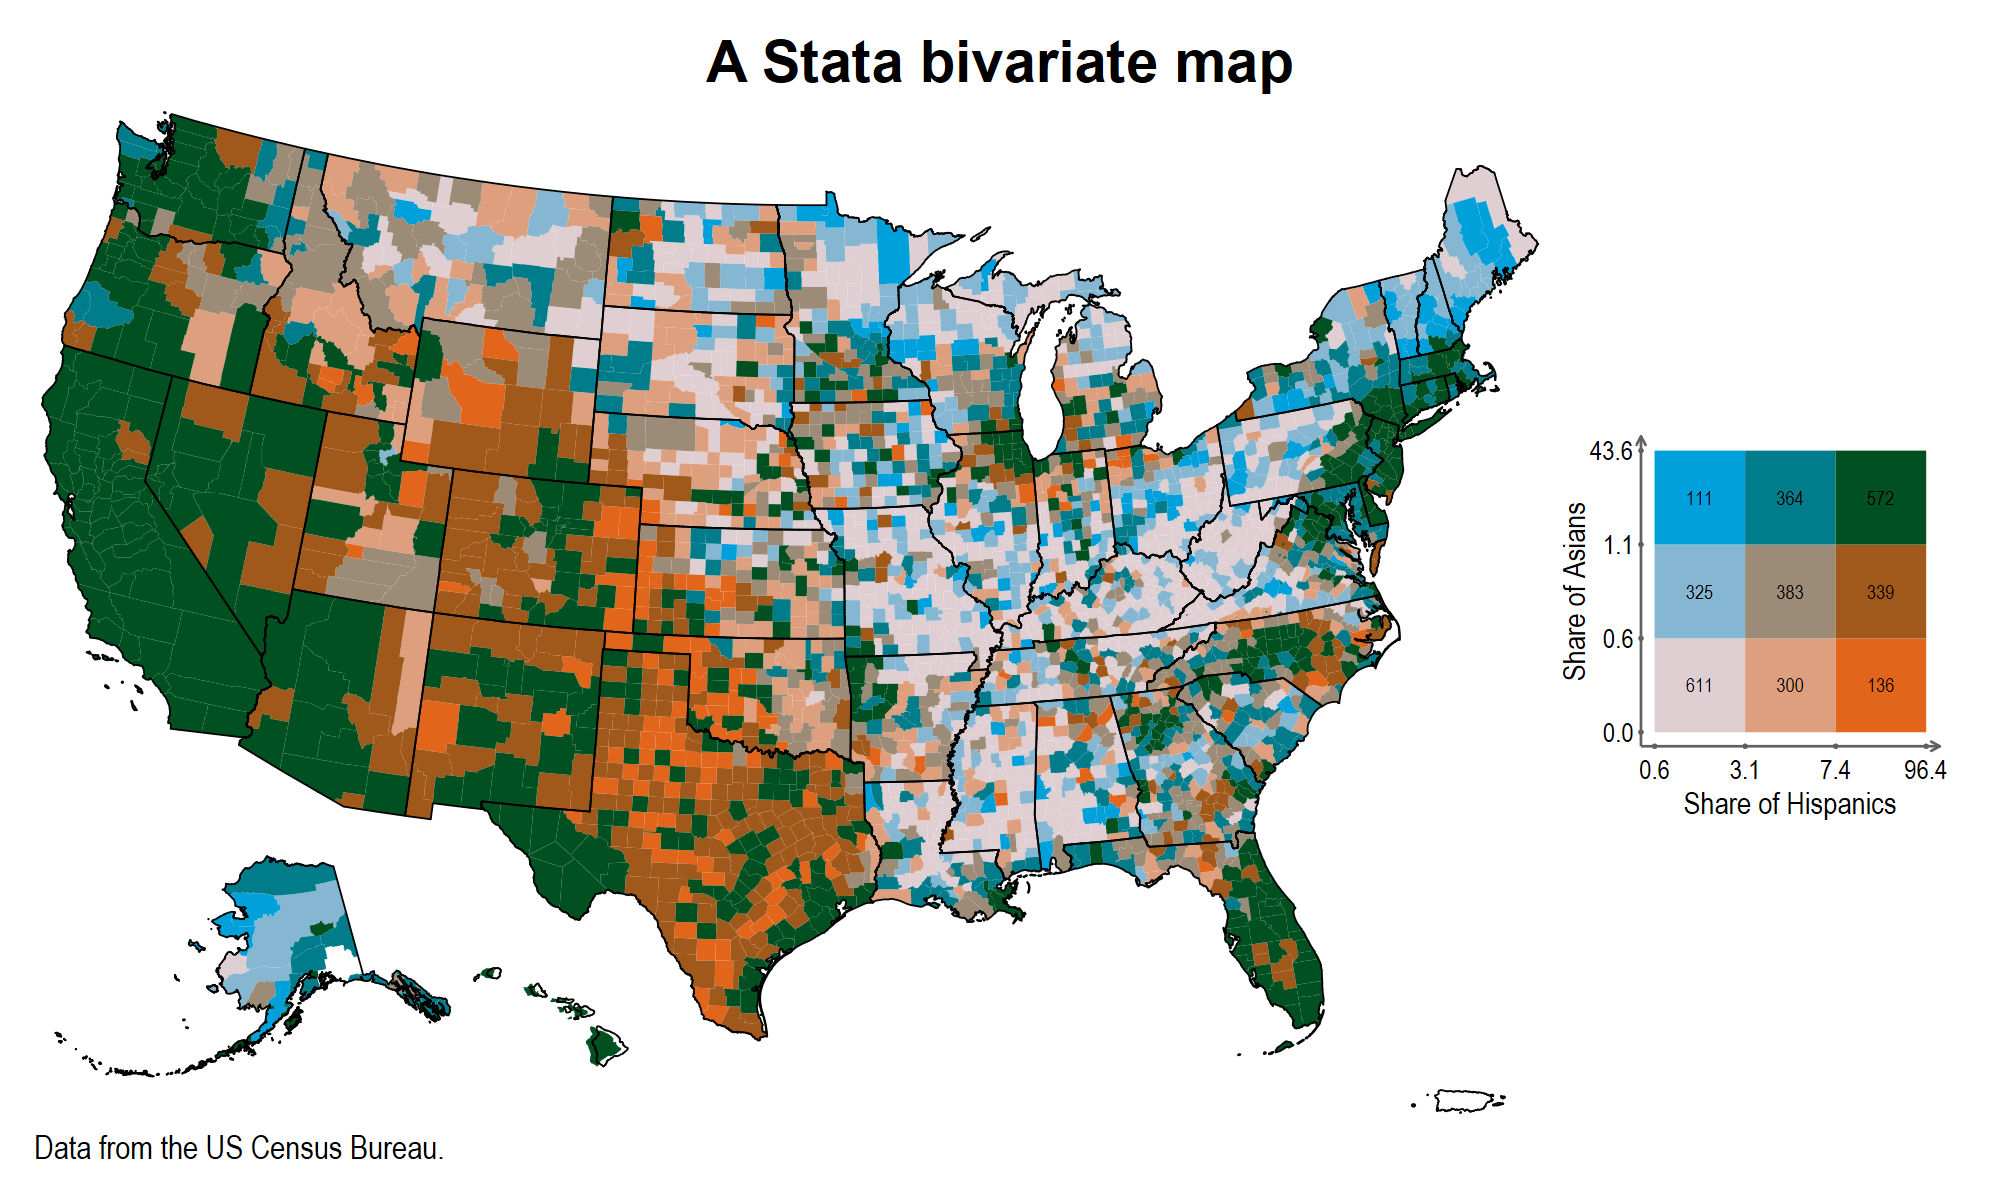 A Stata bivariate map
43.6
111 364 572
1.1
325 383 339
0.6
611 300 136
0.0
0.6 3.1 7.4 96.4
Share of Asians
Share of Hispanics
Data from the US Census Bureau.